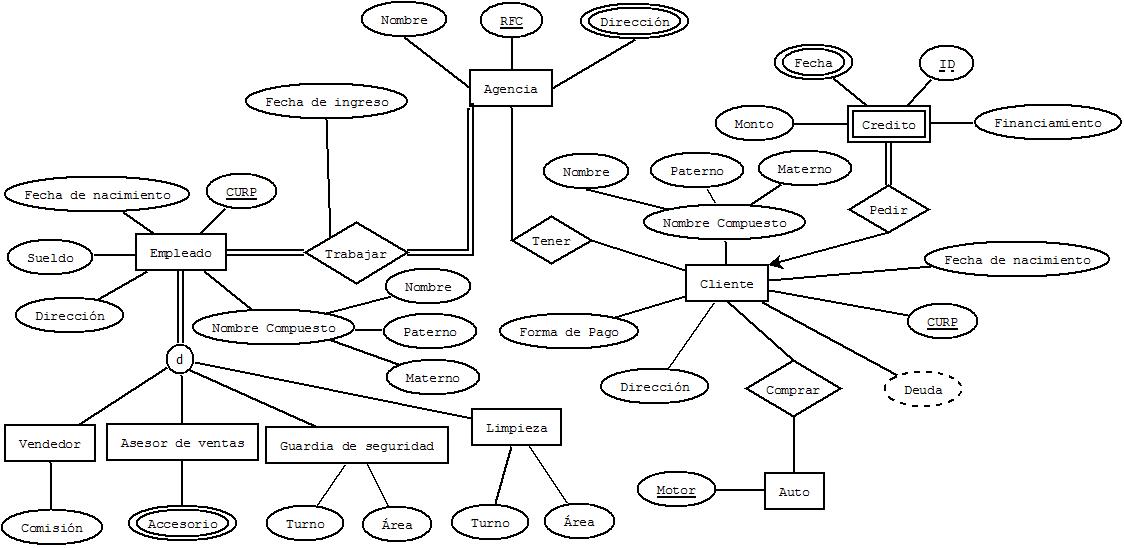 Nombre
RFC
Dirección
Agencia
Fecha
ID
Fecha de ingreso
Monto
Credito
Financiamiento
Nombre
Paterno
Materno
Fecha de nacimiento
CURP
Nombre Compuesto
Pedir
Empleado
Trabajar
Tener
Sueldo
Cliente
Fecha de nacimiento
Dirección
Nombre Compuesto
Nombre
Paterno
Materno
Forma de Pago
CURP
Dirección
Comprar
Deuda
d
Vendedor
Asesor de ventas
Guardia de seguridad
Limpieza
Motor
Auto
Comisión
Accesorio
Turno
Área
Turno
Área